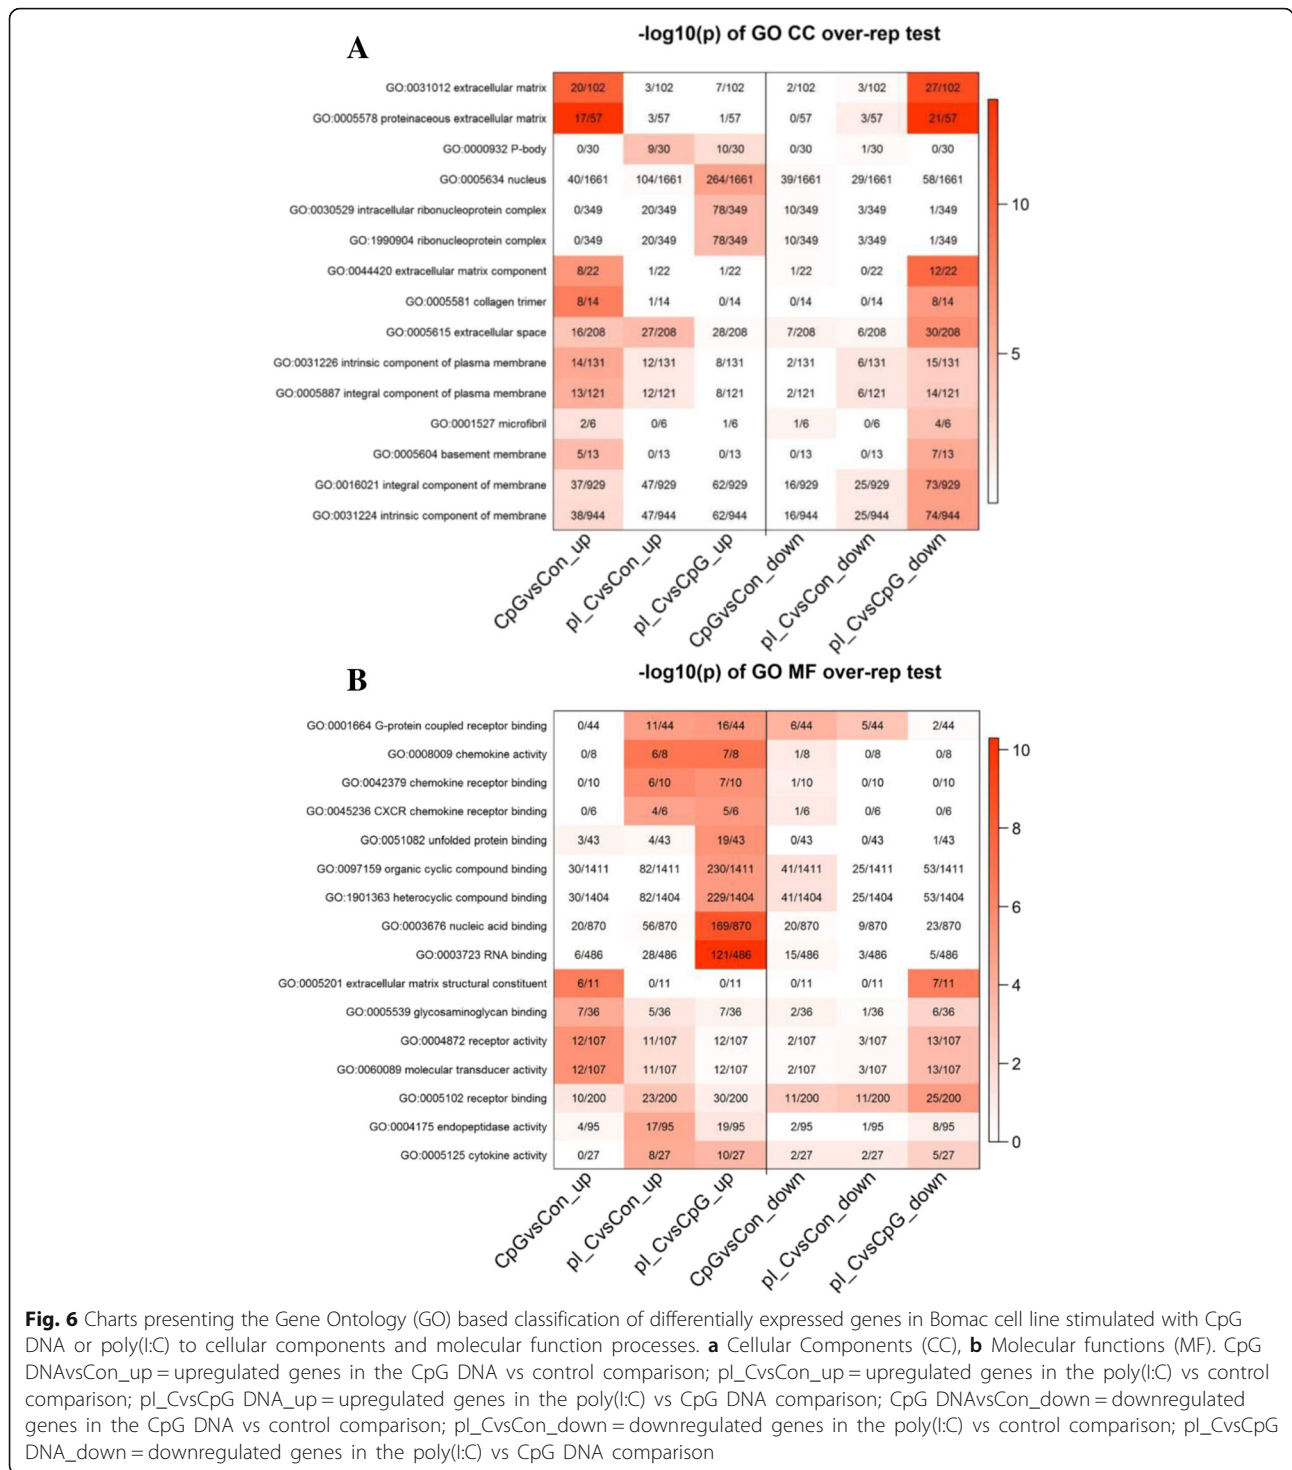 A
-log10(p) of GO CC over-rep test
GO:0031012 extracellular matrix 20/102 3/102 7/102 2/102 3/102 27/102
GO:0005578 proteinaceous extracellular matrix 17/57 3/57 1/57 0/57 3/57 21/57
GO:0000932 P-body 0/30 9/30 10/30 0/30 1/30 0/30
GO:0005634 nucleus 40/1661 104/1661 264/1661 39/1661 29/1661 58/1661
GO:0030529 intracellular ribonucleoprotein complex 0/349 20/349 78/349 10/349 3/349 1/349
GO:1990904 ribonucleoprotein complex 0/349 20/349 78/349 10/349 3/349 1/349
GO:0044420 extracellular matrix component 8/22 1/22 1/22 1/22 0/22 12/22
GO:0005581 collagen trimer 8/14 1/14 0/14 0/14 0/14 8/14
GO:0005615 extracellular space 16/208 27/208 28/208 7/208 6/208 30/208
GO:0031226 intrinsic component of plasma membrane 14/131 12/131 8/131 2/131 6/131 15/131
GO:0005887 integral component of plasma membrane 13/121 12/121 8/121 2/121 6/121 14/121
GO:0001527 microfibril 2/6 0/6 1/6 1/6 0/6 4/6
GO:0005604 basement membrane 5/13 0/13 0/13 0/13 0/13 7/13
GO:0016021 integral component of membrane 37/929 47/929 62/929 16/929 25/929 73/929
GO:0031224 intrinsic component of membrane 38/944 47/944 62/944 16/944 25/944 74/944
10
5
CpGvsCon_up pI_CvsCon_up pI_CvsCpG_up CpGvsCon_down pI_CvsCon_down pI_CvsCpG_down
B
-log10(p) of GO MF over-rep test
GO:0001664 G-protein coupled receptor binding 0/44 11/44 16/44 6/44 5/44 2/44
GO:0008009 chemokine activity 0/8 6/8 7/8 1/8 0/8 0/8
GO:0042379 chemokine receptor binding 0/10 6/10 7/10 1/10 0/10 0/10
GO:0045236 CXCR chemokine receptor binding 0/6 4/6 5/6 1/6 0/6 0/6
GO:0051082 unfolded protein binding 3/43 4/43 19/43 0/43 0/43 1/43
GO:0097159 organic cyclic compound binding 30/1411 82/1411 230/1411 41/1411 25/1411 53/1411
GO:1901363 heterocyclic compound binding 30/1404 82/1404 229/1404 41/1404 25/1404 53/1404
GO:0003676 nucleic acid binding 20/870 56/870 169/870 20/870 9/870 23/870
GO:0003723 RNA binding 6/486 28/486 121/486 15/486 3/486 5/486
GO:0005201 extracellular matrix structural constituent 6/11 0/11 0/11 0/11 0/11 7/11
GO:0005539 glycosaminoglycan binding 7/36 5/36 7/36 2/36 1/36 6/36
GO:0004872 receptor activity 12/107 11/107 12/107 2/107 3/107 13/107
GO:0060089 molecular transducer activity 12/107 11/107 12/107 2/107 3/107 13/107
GO:0005102 receptor binding 10/200 23/200 30/200 11/200 11/200 25/200
GO:0004175 endopeptidase activity 4/95 17/95 19/95 2/95 1/95 8/95
GO:0005125 cytokine activity 0/27 8/27 10/27 2/27 2/27 5/27
10
8
6
4
2
0
CpGvsCon_up pI_CvsCon_up pI_CvsCpG_up CpGvsCon_down pI_CvsCon_down pI_CvsCpG_down
Fig. 6 Charts presenting the Gene Ontology (GO) based classification of differentially expressed genes in Bomac cell line stimulated with CpG
DNA or poly(I:C) to cellular components and molecular function processes. a Cellular Components (CC), b Molecular functions (MF). CpG
DNAvsCon_up = upregulated genes in the CpG DNA vs control comparison; pI_CvsCon_up = upregulated genes in the poly(I:C) vs control
comparison; pI_CvsCpG DNA_up = upregulated genes in the poly(I:C) vs CpG DNA comparison; CpG DNAvsCon_down = downregulated
genes in the CpG DNA vs control comparison; pI_CvsCon_down = downregulated genes in the poly(I:C) vs control comparison; pI_CvsCpG
DNA_down = downregulated genes in the poly(I:C) vs CpG DNA comparison